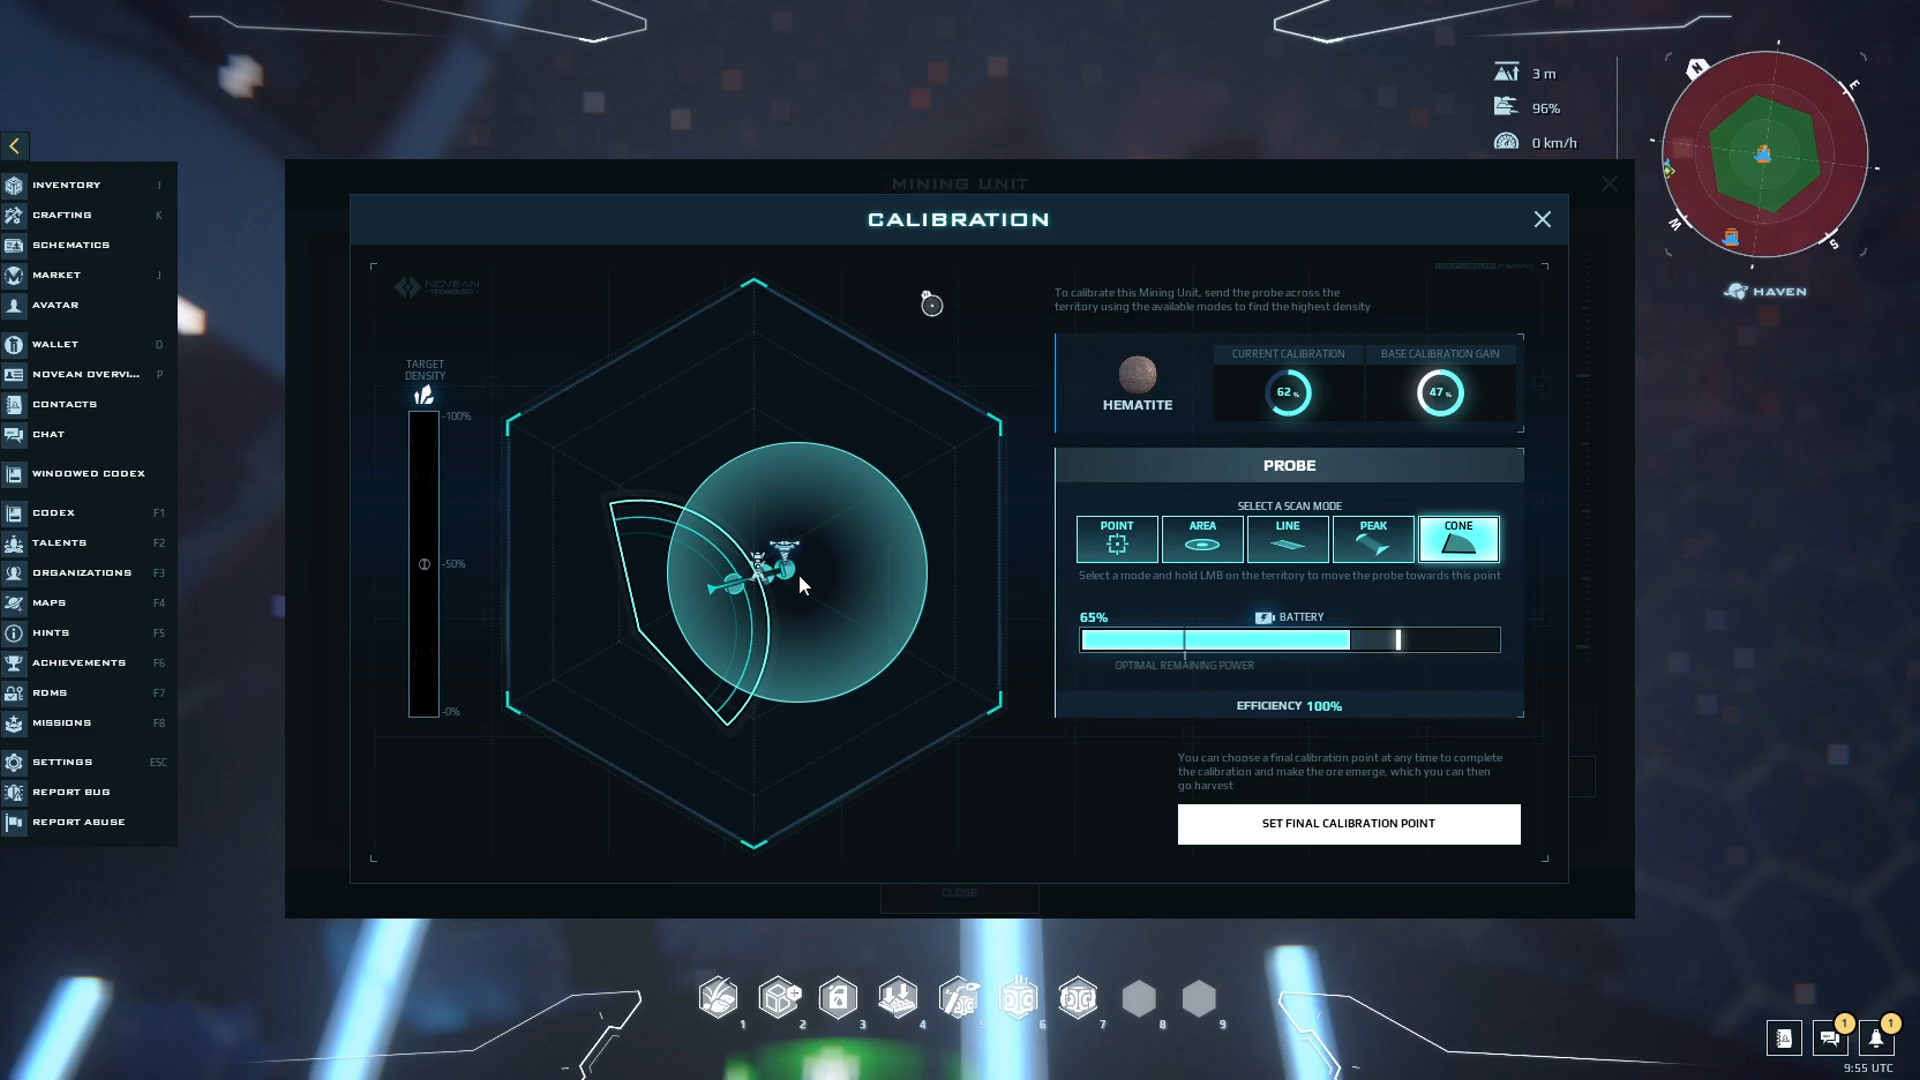 3 m
96%
0 km/h
N
E
W
S
HAVEN
INVENTORY I
CRAFTING K
SCHEMATICS
MARKET J
AVATAR
WALLET O
NOVEAN OVERVI... P
CONTACTS
CHAT
WINDOWED CODEX
CODEX F1
TALENTS F2
ORGANIZATIONS F3
MAPS F4
HINTS F5
ACHIEVEMENTS F6
RDMS F7
MISSIONS F8
SETTINGS ESC
REPORT BUG
REPORT ABUSE
MINING UNIT
CALIBRATION
NOVEAN
TECHNOLOGY
TARGET
DENSITY
-100%
-50%
-0%
To calibrate this Mining Unit, send the probe across the
territory using the available modes to find the highest density
HEMATITE
CURRENT CALIBRATION
62 %
BASE CALIBRATION GAIN
47 %
PROBE
SELECT A SCAN MODE
POINT AREA LINE PEAK CONE
Select a mode and hold LMB on the territory to move the probe towards this point
65% BATTERY
OPTIMAL REMAINING POWER
EFFICIENCY 100%
You can choose a final calibration point at any time to complete
the calibration and make the ore emerge, which you can then
go harvest
SET FINAL CALIBRATION POINT
CLOSE
1 2 3 4 5 6 7 8 9
1 1
9:55 UTC